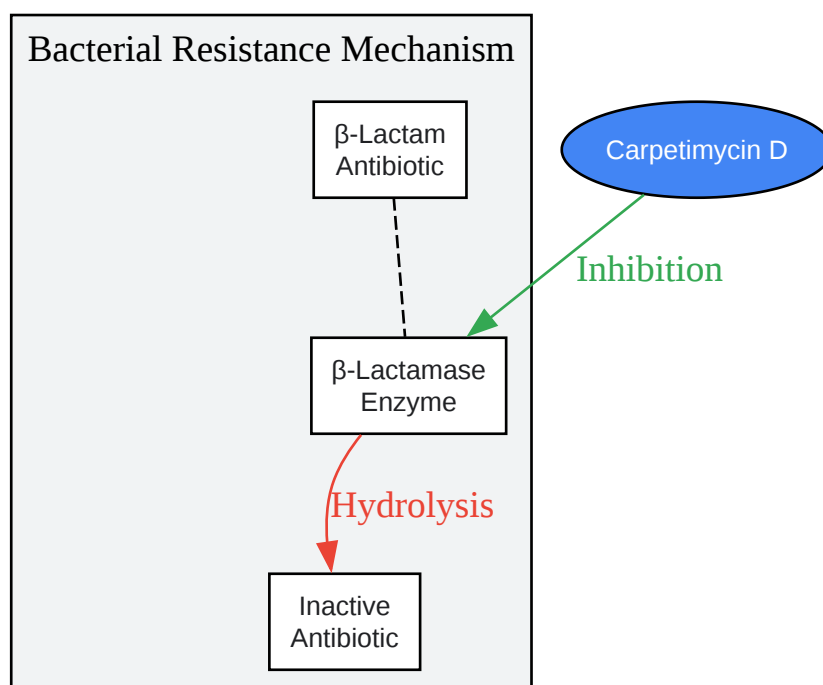 Bacterial Resistance Mechanism
β-Lactam
Antibiotic
Carpetimycin D
Inhibition
β-Lactamase
Enzyme
Hydrolysis
Inactive
Antibiotic